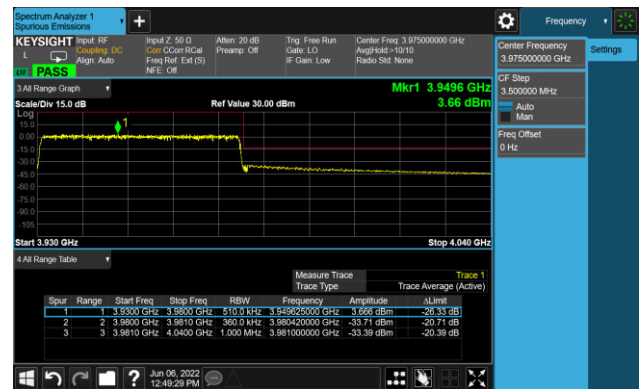 Spectrum Analyzer 1
Spurious Emissions
+
Frequency
KEYSIGHT
L
LM PASS
Input: RF
Coupling: DC
Align: Auto
Input Z: 50 Ω
Corr CCorr RCal
Freq Ref: Ext (S)
NFE: Off
Atten: 20 dB
Preamp: Off
Trig: Free Run
Gate: LO
IF Gain: Low
Center Freq: 3.975000000 GHz
Avg|Hold:>10/10
Radio Std: None
Center Frequency
3.975000000 GHz
Settings
CF Step
3.500000 MHz
Auto
Man
Freq Offset
0 Hz
3 All Range Graph
Mkr1 3.9496 GHz
Scale/Div 15.0 dB
Ref Value 30.00 dBm
3.66 dBm
Log
1
15.0
0.00
-15.0
-30.0
-45.0
-60.0
-75.0
-90.0
-105
Start 3.930 GHz
Stop 4.040 GHz
4 All Range Table
Measure Trace Trace 1
Trace Type Trace Average (Active)
Spur Range Start Freq Stop Freq RBW Frequency Amplitude ΔLimit
1 1 3.9300 GHz 3.9800 GHz 510.0 kHz 3.949625000 GHz 3.666 dBm -26.33 dB
2 2 3.9800 GHz 3.9810 GHz 360.0 kHz 3.980420000 GHz -33.71 dBm -20.71 dB
3 3 3.9810 GHz 4.0400 GHz 1.000 MHz 3.981000000 GHz -33.39 dBm -20.39 dB
?
Jun 06, 2022
12:49:29 PM